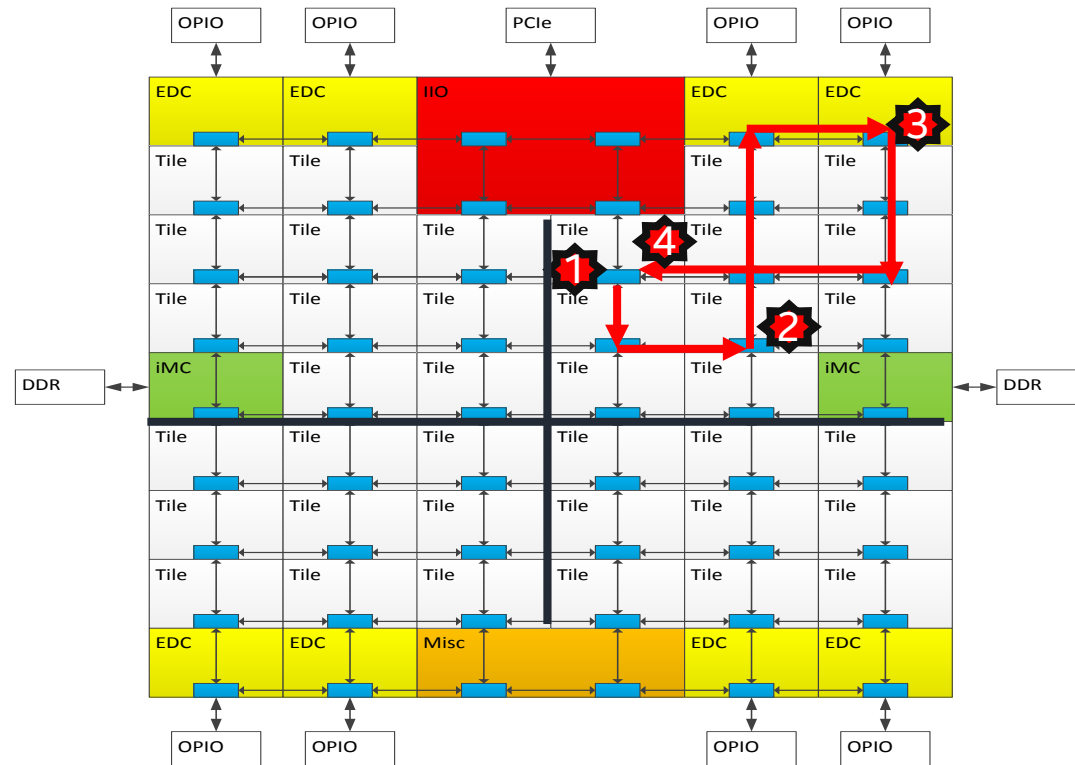 OPIO OPIO PCIe OPIO OPIO
EDC EDC IIO EDC EDC
3
Tile Tile Tile Tile
Tile Tile Tile Tile Tile Tile
4
1
Tile Tile Tile Tile Tile Tile
2
iMC Tile Tile Tile Tile iMC
DDR DDR
Tile Tile Tile Tile Tile Tile
Tile Tile Tile Tile Tile Tile
Tile Tile Tile Tile Tile Tile
EDC EDC Misc EDC EDC
OPIO OPIO OPIO OPIO